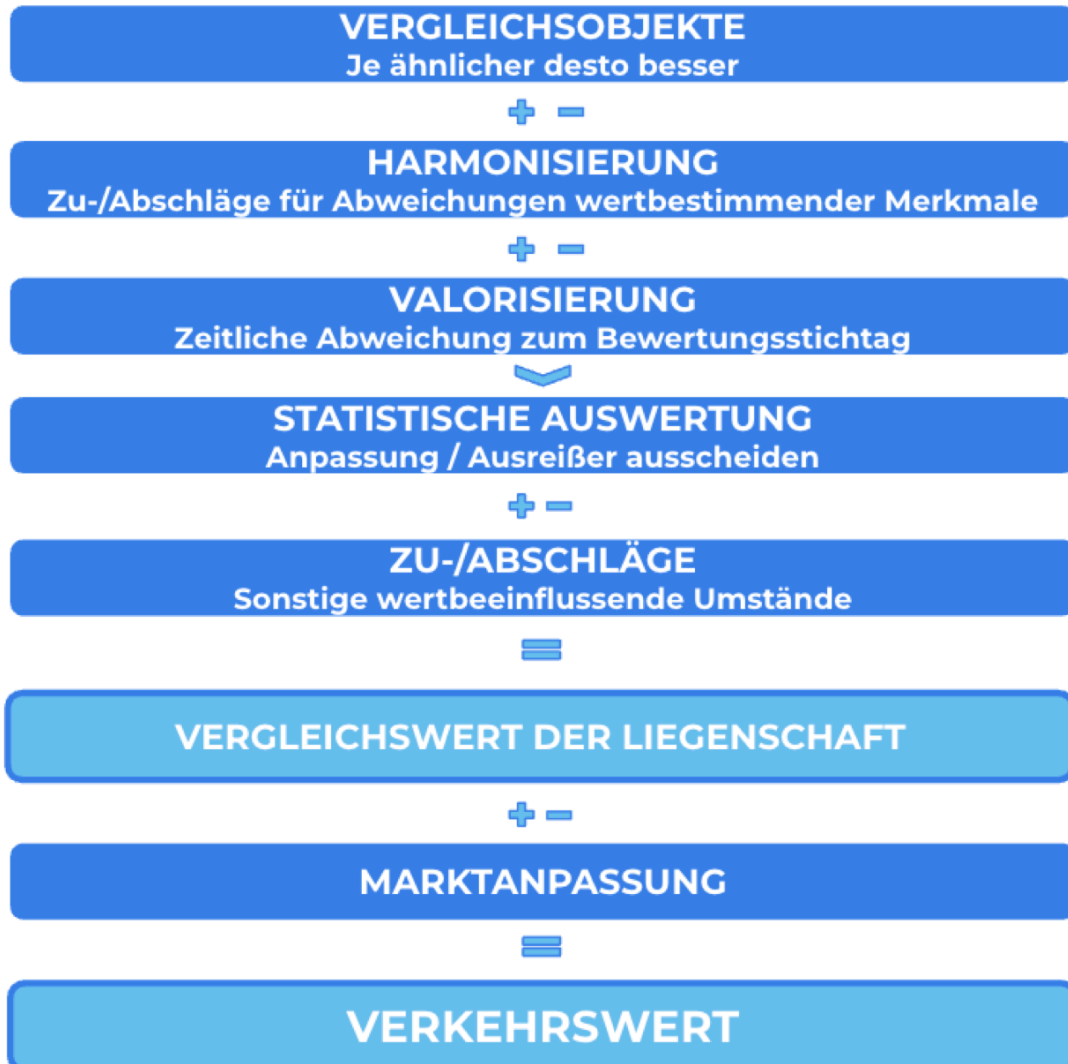 VERGLEICHSOBJEKTE
Je ähnlicher desto besser
+ −
HARMONISIERUNG
Zu-/Abschläge für Abweichungen wertbestimmender Merkmale
+ −
VALORISIERUNG
Zeitliche Abweichung zum Bewertungsstichtag
STATISTISCHE AUSWERTUNG
Anpassung / Ausreißer ausscheiden
+ −
ZU-/ABSCHLÄGE
Sonstige wertbeeinflussende Umstände
=
VERGLEICHSWERT DER LIEGENSCHAFT
+ −
MARKTANPASSUNG
=
VERKEHRSWERT